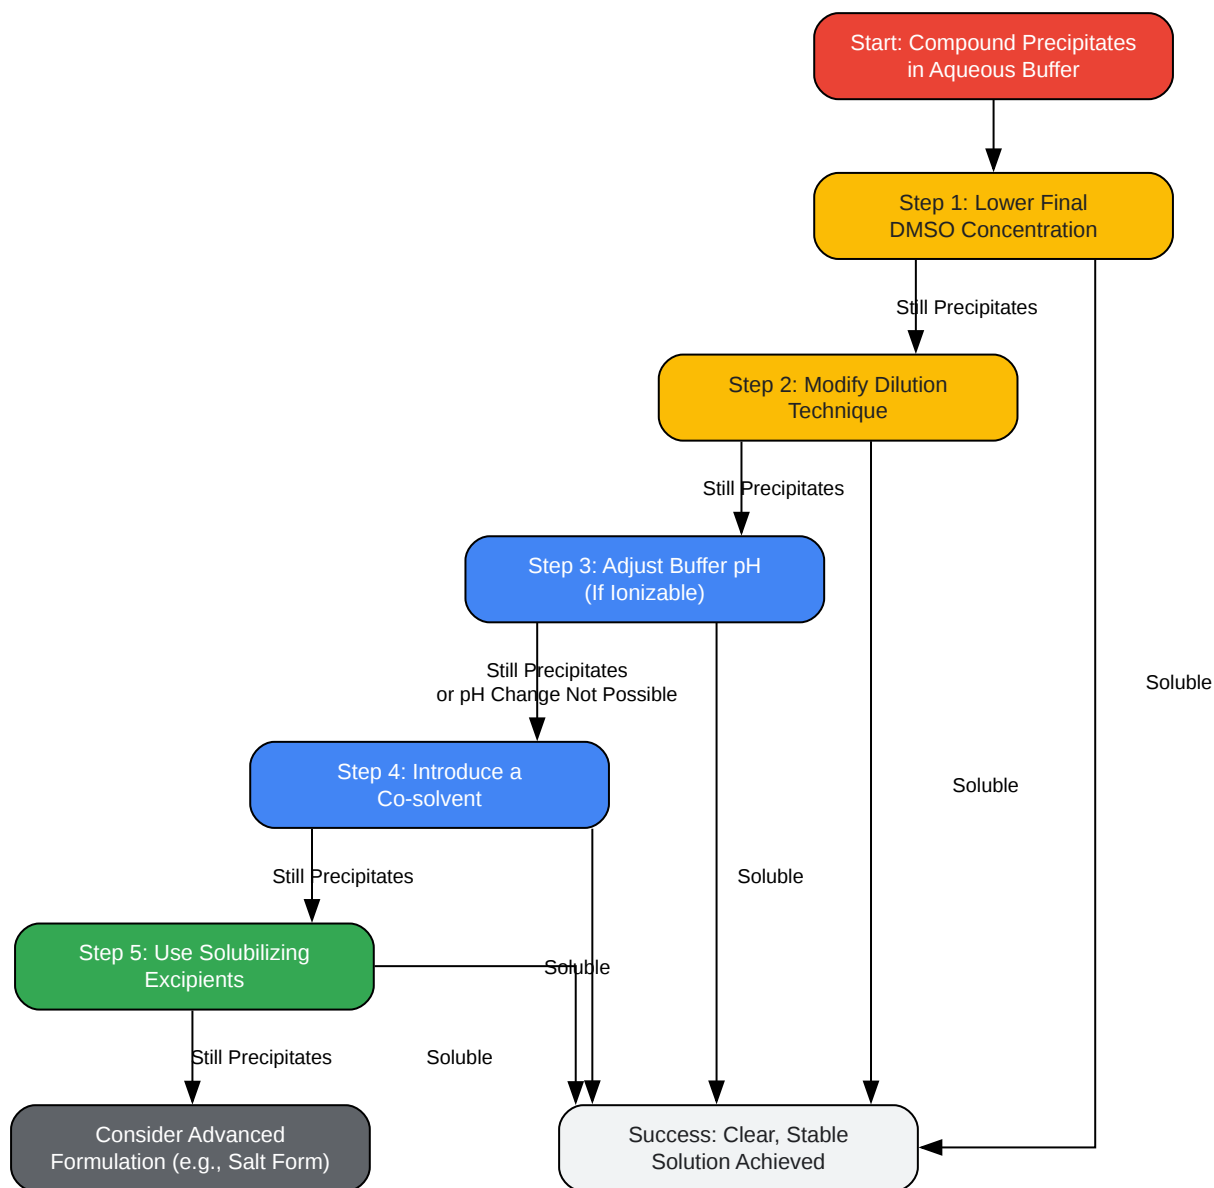 Start: Compound Precipitates
in Aqueous Buffer
Step 1: Lower Final
DMSO Concentration
Still Precipitates
Step 2: Modify Dilution
Technique
Still Precipitates
Step 3: Adjust Buffer pH
(If Ionizable)
Still Precipitates
or pH Change Not Possible
Soluble
Step 4: Introduce a
Co-solvent
Soluble
Still Precipitates
Soluble
Step 5: Use Solubilizing
Excipients
Soluble
Still Precipitates
Soluble
Consider Advanced
Formulation (e.g., Salt Form)
Success: Clear, Stable
Solution Achieved